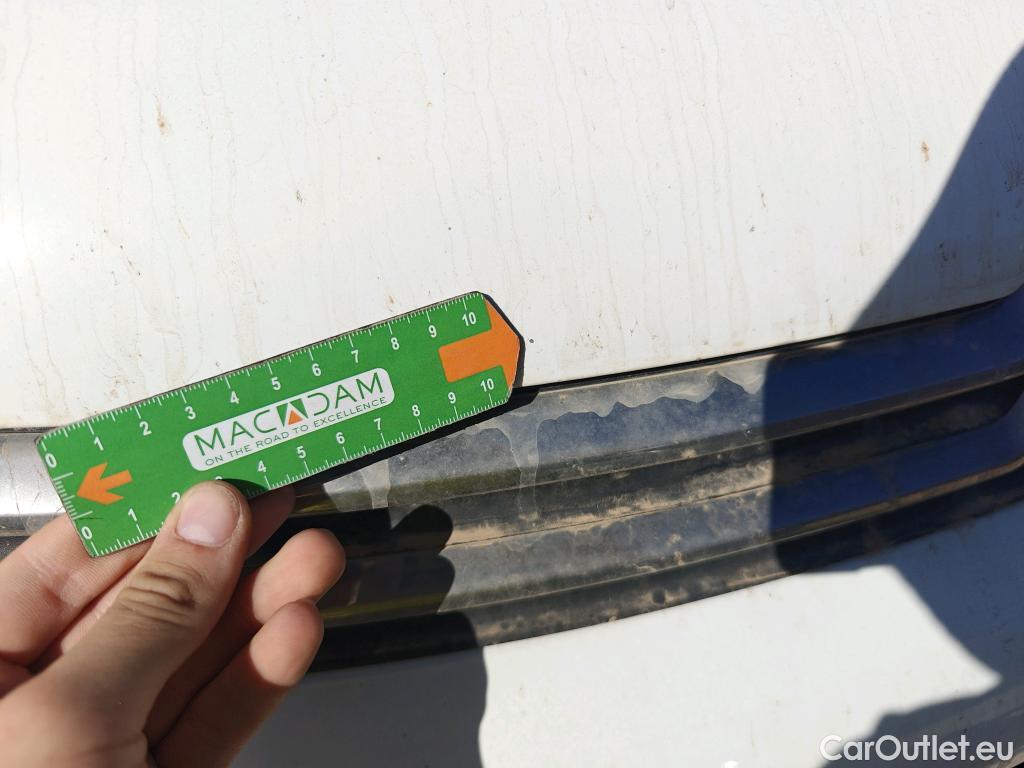 0 1 2 3 4 5 6 7 8 9 10
MACADAM
ON THE ROAD TO EXCELLENCE
0 1 2 3 4 5 6 7 8 9 10
CarOutlet.eu